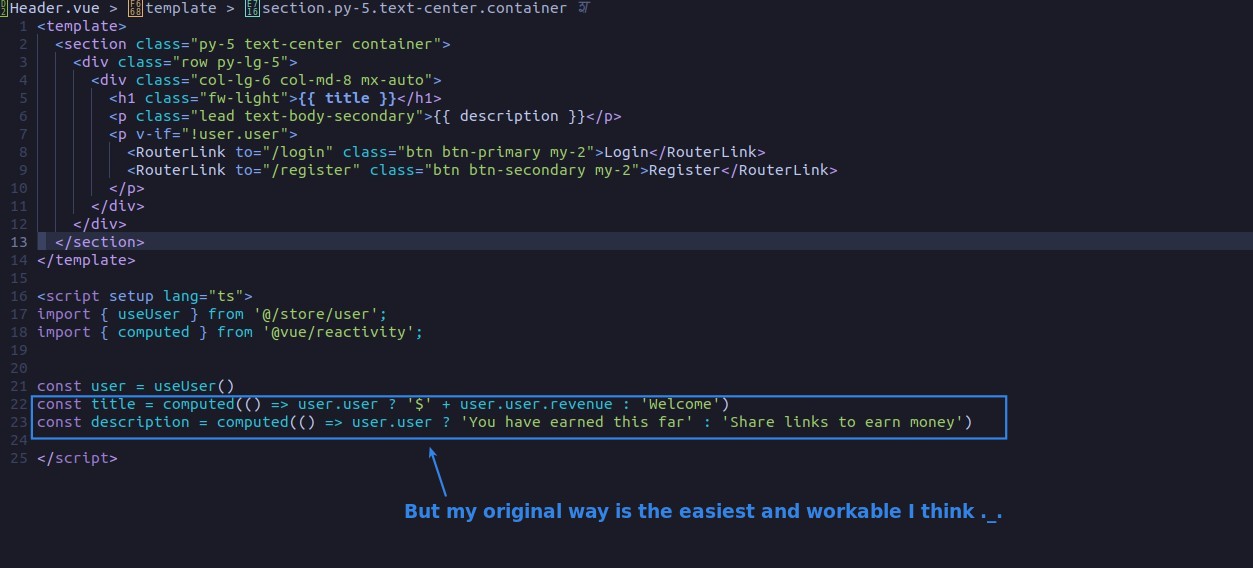 Header.vue > template > section.py-5.text-center.container
1 <template>
2 <section class="py-5 text-center container">
3 <div class="row py-lg-5">
4 <div class="col-lg-6 col-md-8 mx-auto">
5 <h1 class="fw-light">{{ title }}</h1>
6 <p class="lead text-body-secondary">{{ description }}</p>
7 <p v-if="!user.user">
8 <RouterLink to="/login" class="btn btn-primary my-2">Login</RouterLink>
9 <RouterLink to="/register" class="btn btn-secondary my-2">Register</RouterLink>
10 </p>
11 </div>
12 </div>
13 </section>
14 </template>
15
16 <script setup lang="ts">
17 import { useUser } from '@/store/user';
18 import { computed } from '@vue/reactivity';
19
20
21 const user = useUser()
22 const title = computed(() => user.user ? '$' + user.user.revenue : 'Welcome')
23 const description = computed(() => user.user ? 'You have earned this far' : 'Share links to earn money')
24
25 </script>
But my original way is the easiest and workable I think ._.